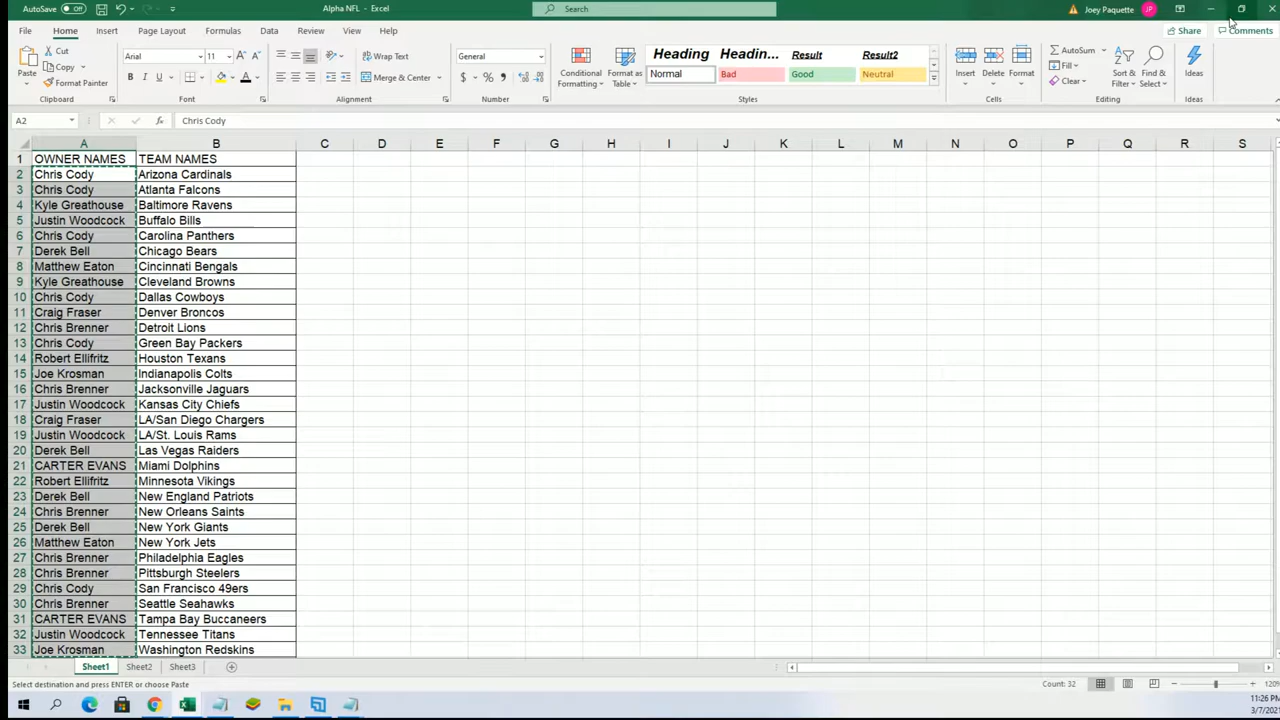 AutoSave Off Alpha NFL - Excel Search Joey Paquette JP
File Home Insert Page Layout Formulas Data Review View Help Share Comments
Paste Cut Copy Format Painter Clipboard
Arial 11 A A B I U A Font
Wrap Text Merge & Center Alignment
General $ % Number
Conditional Formatting Format as Table
Heading Headin... Result Result2
Normal Bad Good Neutral Styles
Insert Delete Format Cells
AutoSum Fill Clear Sort & Filter Find & Select Editing
Ideas Ideas
A2 fx Chris Cody
A B C D E F G H I J K L M N O P Q R S
1 OWNER NAMES TEAM NAMES
2 Chris Cody Arizona Cardinals
3 Chris Cody Atlanta Falcons
4 Kyle Greathouse Baltimore Ravens
5 Justin Woodcock Buffalo Bills
6 Chris Cody Carolina Panthers
7 Derek Bell Chicago Bears
8 Matthew Eaton Cincinnati Bengals
9 Kyle Greathouse Cleveland Browns
10 Chris Cody Dallas Cowboys
11 Craig Fraser Denver Broncos
12 Chris Brenner Detroit Lions
13 Chris Cody Green Bay Packers
14 Robert Ellifritz Houston Texans
15 Joe Krosman Indianapolis Colts
16 Chris Brenner Jacksonville Jaguars
17 Justin Woodcock Kansas City Chiefs
18 Craig Fraser LA/San Diego Chargers
19 Justin Woodcock LA/St. Louis Rams
20 Derek Bell Las Vegas Raiders
21 CARTER EVANS Miami Dolphins
22 Robert Ellifritz Minnesota Vikings
23 Derek Bell New England Patriots
24 Chris Brenner New Orleans Saints
25 Derek Bell New York Giants
26 Matthew Eaton New York Jets
27 Chris Brenner Philadelphia Eagles
28 Chris Brenner Pittsburgh Steelers
29 Chris Cody San Francisco 49ers
30 Chris Brenner Seattle Seahawks
31 CARTER EVANS Tampa Bay Buccaneers
32 Justin Woodcock Tennessee Titans
33 Joe Krosman Washington Redskins
Sheet1 Sheet2 Sheet3
Select destination and press ENTER or choose Paste Count: 32 120%
11:26 PM
3/7/2021